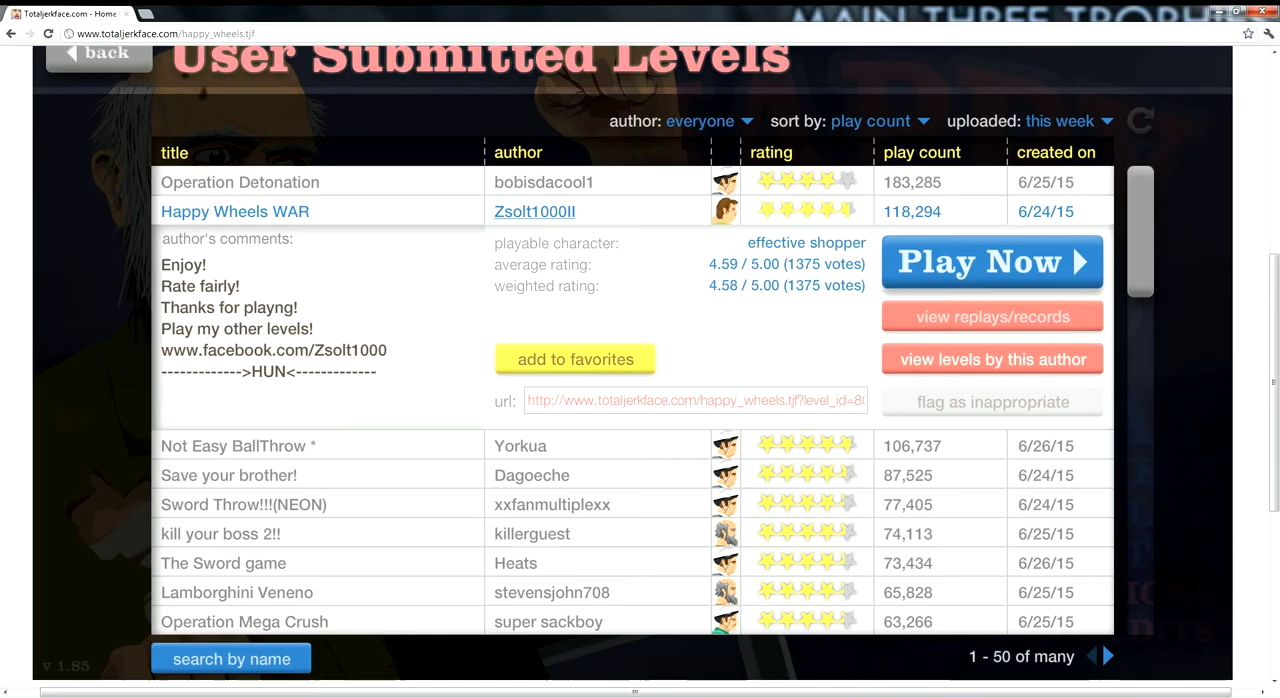 Totaljerkface.com - Home
MAIN THREE TROPHI
www.totaljerkface.com/happy_wheels.tjf
back
User Submitted Levels
author: everyone sort by: play count uploaded: this week
title author rating play count created on
Operation Detonation bobisdacool1 183,285 6/25/15
Happy Wheels WAR Zsolt1000II 118,294 6/24/15
author's comments:
Enjoy!
Rate fairly!
Thanks for playng!
Play my other levels!
www.facebook.com/Zsolt1000
------------->HUN<-------------
playable character: effective shopper
average rating: 4.59 / 5.00 (1375 votes)
weighted rating: 4.58 / 5.00 (1375 votes)
add to favorites
url: http://www.totaljerkface.com/happy_wheels.tjf?level_id=80
Play Now
view replays/records
view levels by this author
flag as inappropriate
Not Easy BallThrow * Yorkua 106,737 6/26/15
Save your brother! Dagoeche 87,525 6/24/15
Sword Throw!!!(NEON) xxfanmultiplexx 77,405 6/24/15
kill your boss 2!! killerguest 74,113 6/25/15
The Sword game Heats 73,434 6/26/15
Lamborghini Veneno stevensjohn708 65,828 6/25/15
Operation Mega Crush super sackboy 63,266 6/25/15
v 1.85
search by name
1 - 50 of many